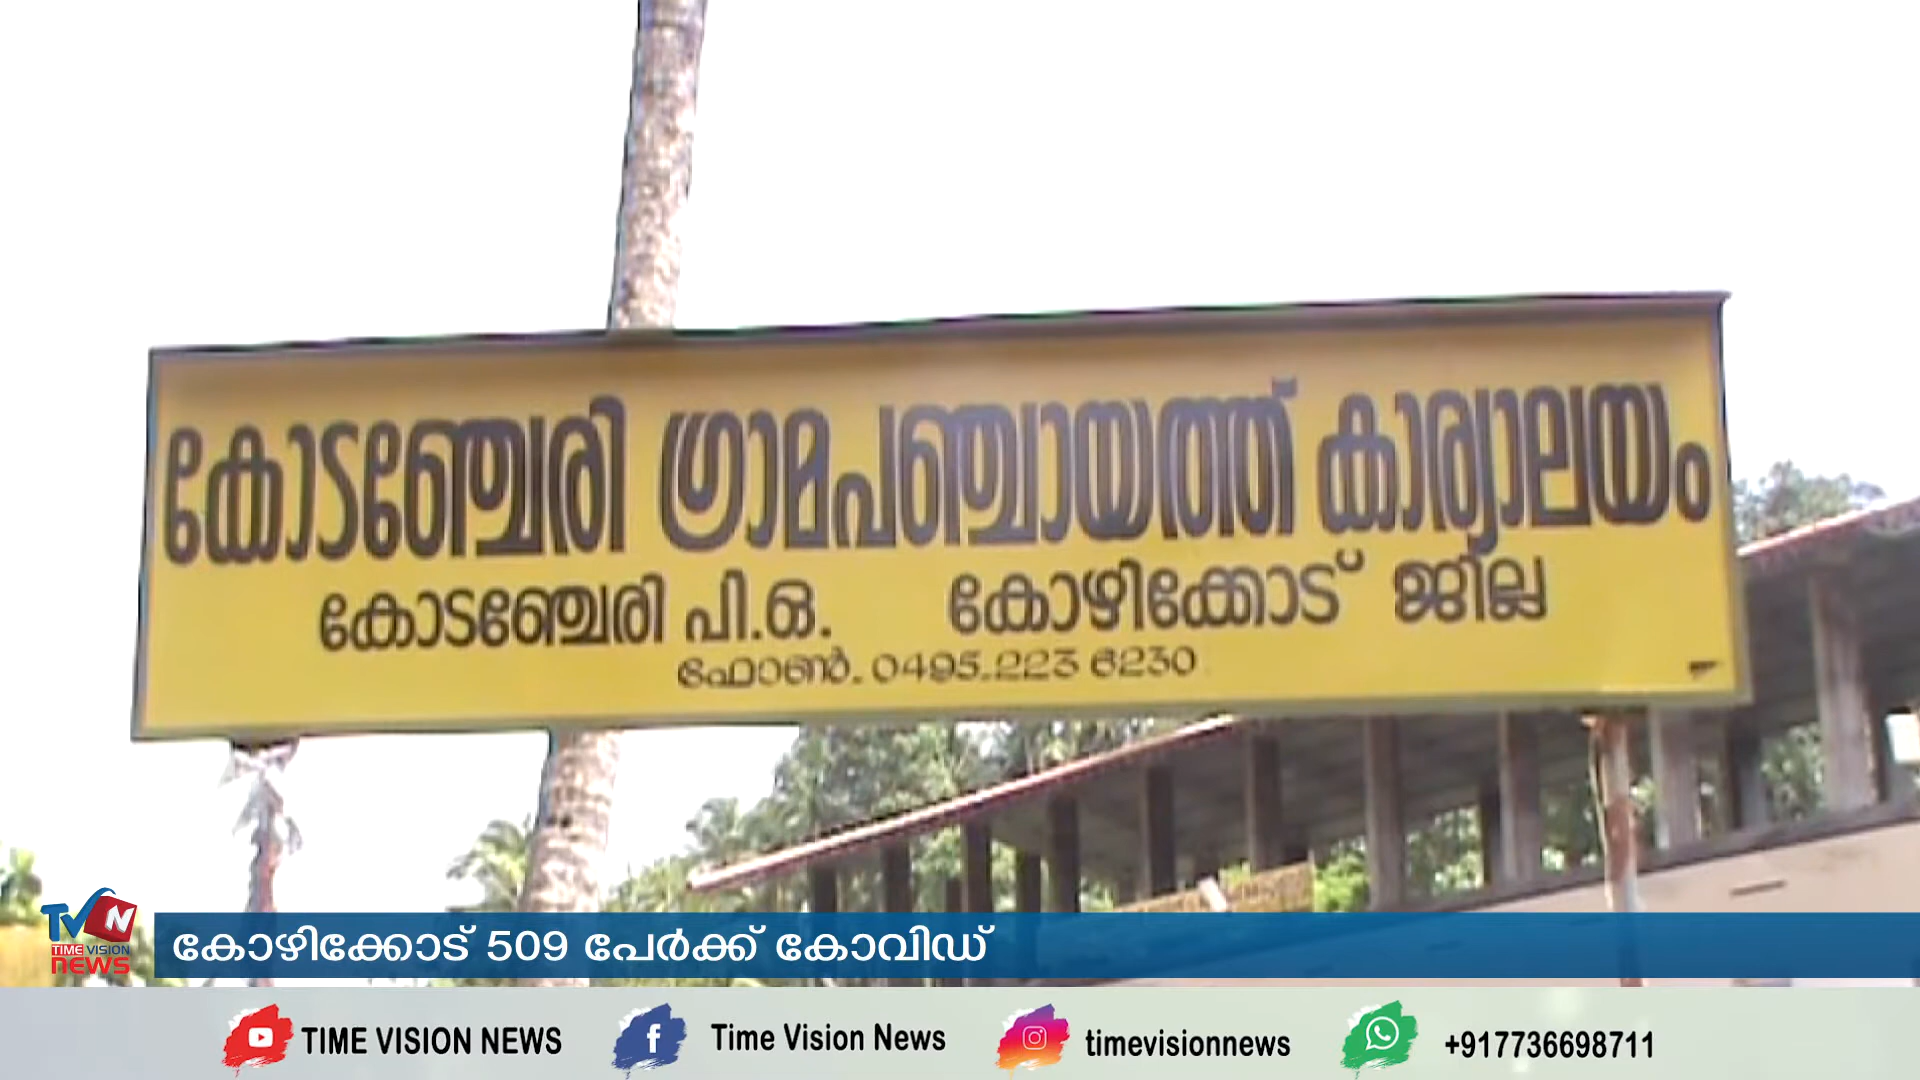 കോടഞ്ചേരി ഗ്രാമപഞ്ചായത്ത് കാര്യാലയം
കോടഞ്ചേരി പി.ഒ. കോഴിക്കോട് ജില്ല
ഫോൺ. 0495-223 6230
TVN
TIME VISION
NEWS
കോഴിക്കോട് 509 പേർക്ക് കോവിഡ്
TIME VISION NEWS Time Vision News timevisionnews +917736698711